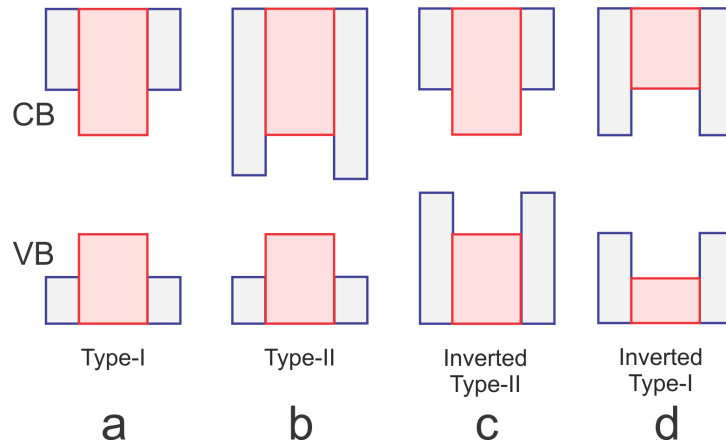 CB
VB
Type-I
Type-II
Inverted
Type-II
Inverted
Type-I
a
b
c
d